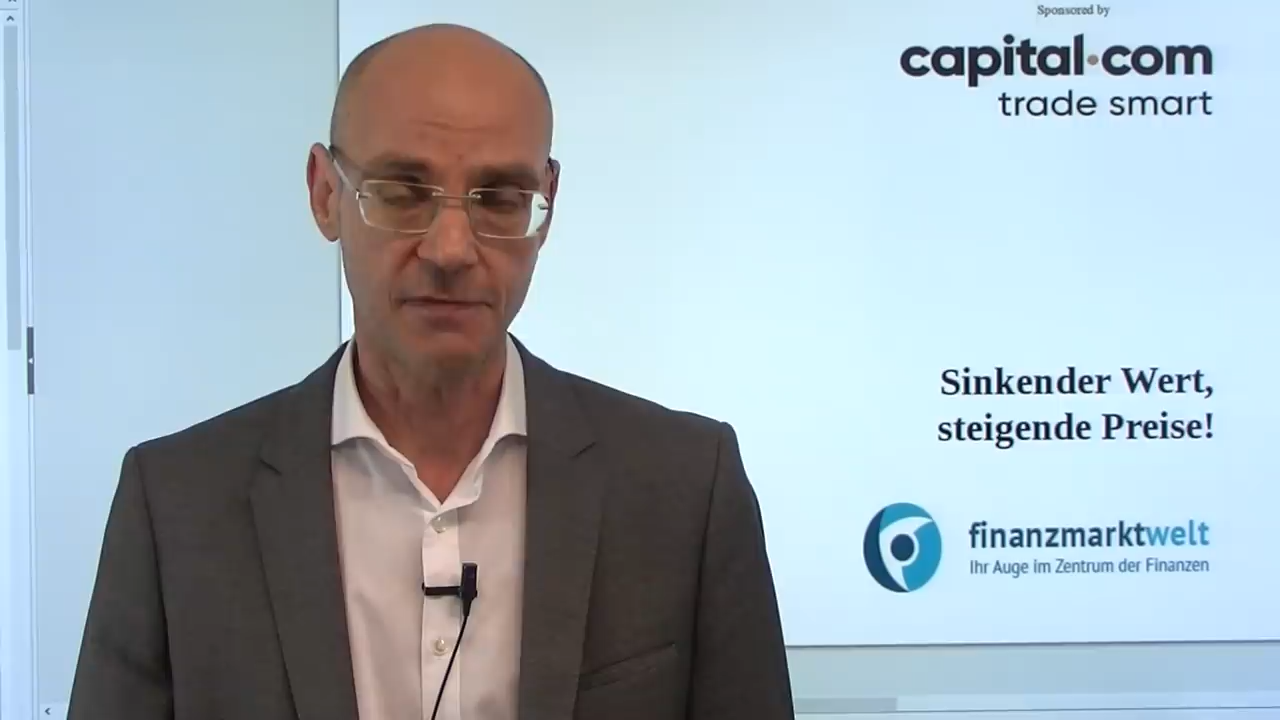 Sponsored by
capital.com
trade smart
Sinkender Wert,
steigende Preise!
finanzmarktwelt
Ihr Auge im Zentrum der Finanzen